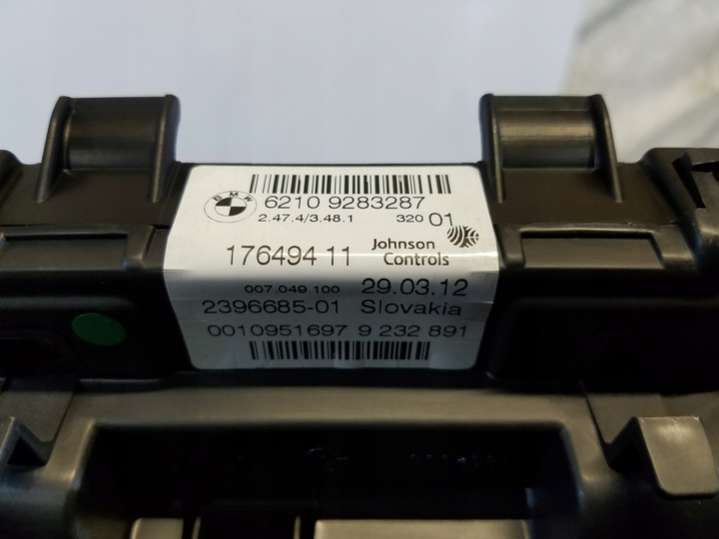 BMW
6210 9283287
2.47.4/3.48.1 320 01
176494 11 Johnson
Controls
007.049.100 29.03.12
2396685-01 Slovakia
0010951697 9 232 891